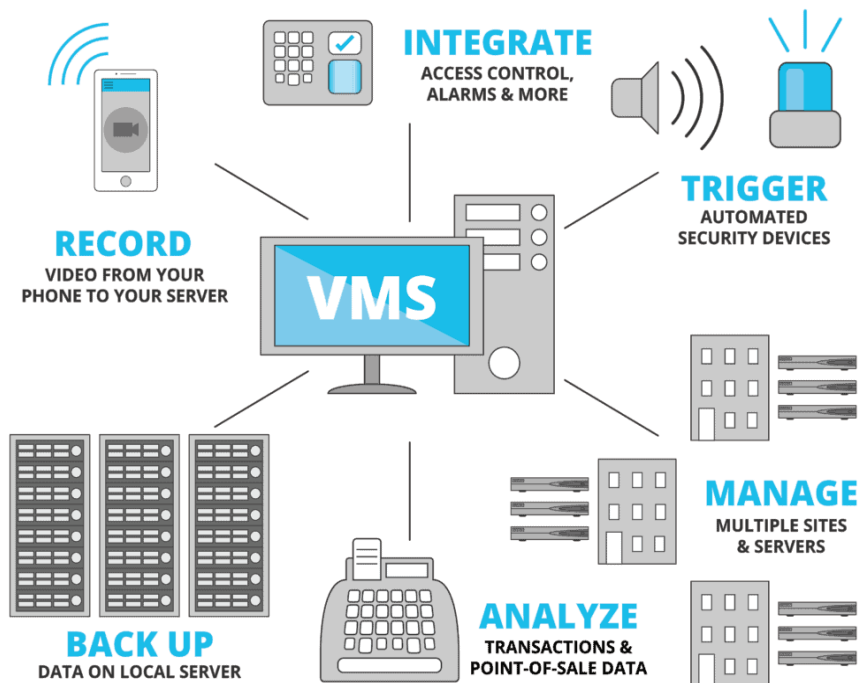 INTEGRATE
ACCESS CONTROL,
ALARMS & MORE
TRIGGER
AUTOMATED
SECURITY DEVICES
RECORD
VIDEO FROM YOUR
PHONE TO YOUR SERVER
VMS
MANAGE
MULTIPLE SITES
& SERVERS
ANALYZE
TRANSACTIONS &
POINT-OF-SALE DATA
BACK UP
DATA ON LOCAL SERVER